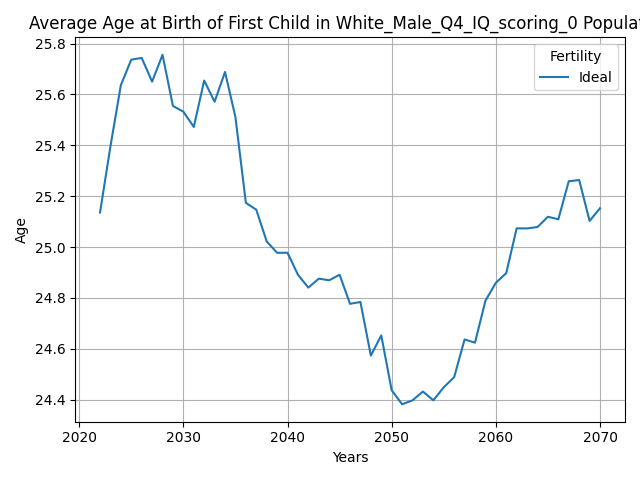 Average Age at Birth of First Child in White_Male_Q4_IQ_scoring_0 Populat
Fertility
Ideal
25.8
25.6
25.4
25.2
25.0
24.8
24.6
24.4
Age
2020 2030 2040 2050 2060 2070
Years